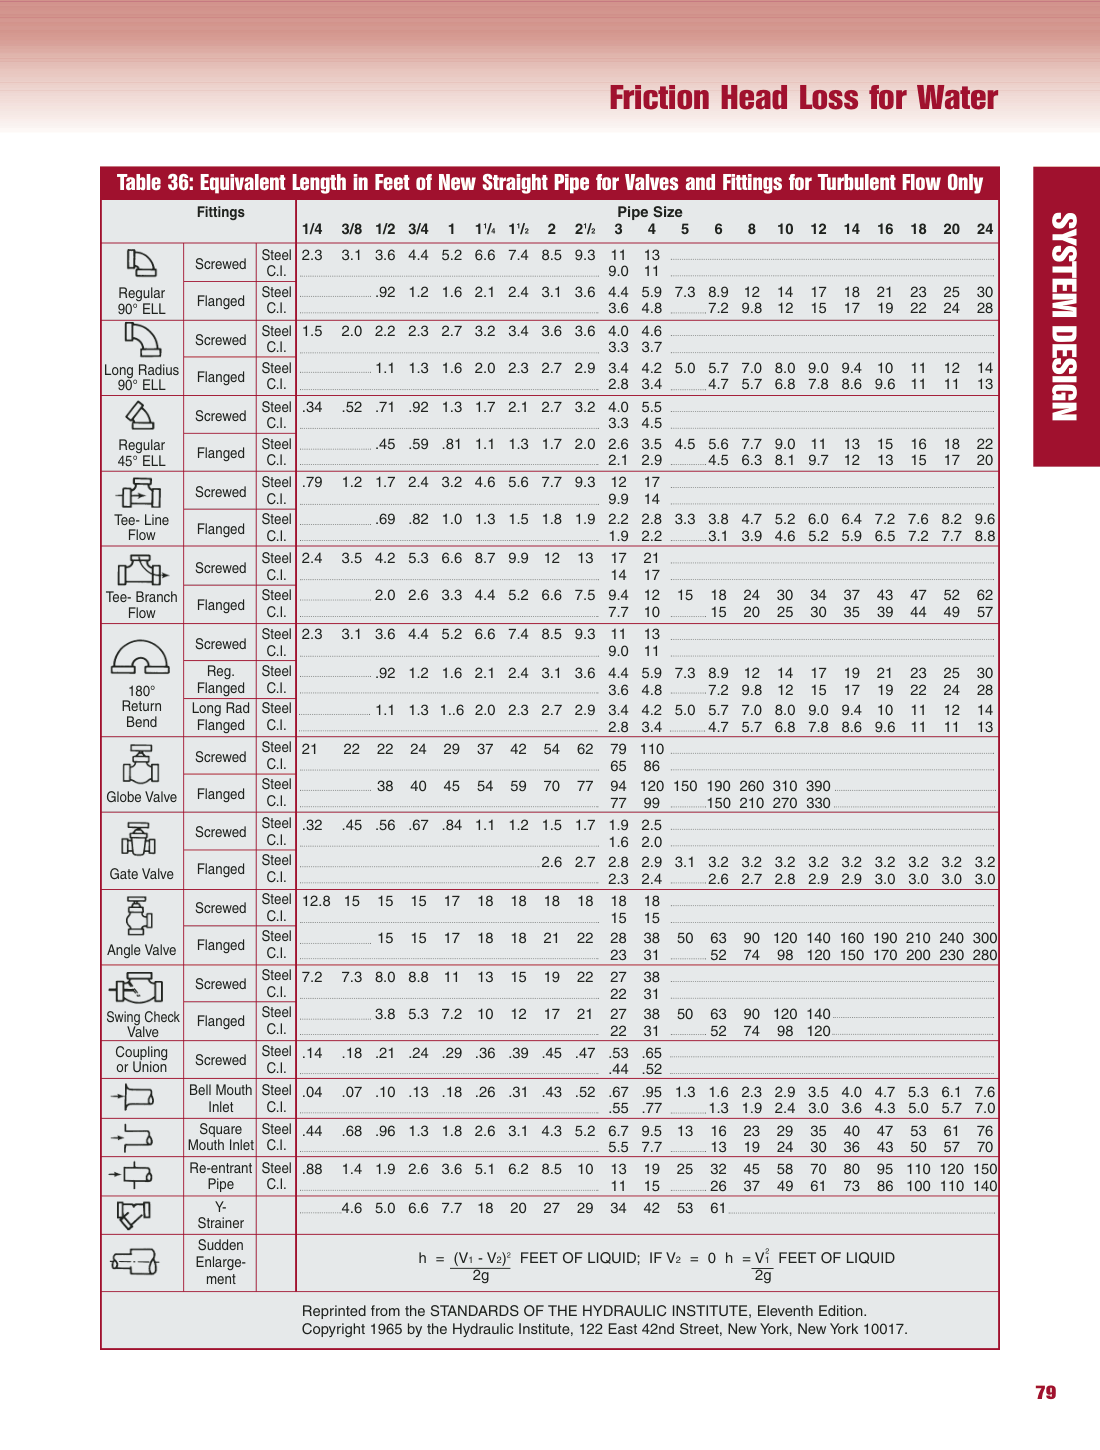 Friction Head Loss for Water
SYSTEM DESIGN
Table 36: Equivalent Length in Feet of New Straight Pipe for Valves and Fittings for Turbulent Flow Only
Fittings Pipe Size
1/4 3/8 1/2 3/4 1 1 1/4 1 1/2 2 2 1/2 3 4 5 6 8 10 12 14 16 18 20 24
Regular 90° ELL
Screwed Steel 2.3 3.1 3.6 4.4 5.2 6.6 7.4 8.5 9.3 11 13
C.I. 9.0 11
Flanged Steel .92 1.2 1.6 2.1 2.4 3.1 3.6 4.4 5.9 7.3 8.9 12 14 17 18 21 23 25 30
C.I. 3.6 4.8 7.2 9.8 12 15 17 19 22 24 28
Long Radius 90° ELL
Screwed Steel 1.5 2.0 2.2 2.3 2.7 3.2 3.4 3.6 3.6 4.0 4.6
C.I. 3.3 3.7
Flanged Steel 1.1 1.3 1.6 2.0 2.3 2.7 2.9 3.4 4.2 5.0 5.7 7.0 8.0 9.0 9.4 10 11 12 14
C.I. 2.8 3.4 4.7 5.7 6.8 7.8 8.6 9.6 11 11 13
Regular 45° ELL
Screwed Steel .34 .52 .71 .92 1.3 1.7 2.1 2.7 3.2 4.0 5.5
C.I. 3.3 4.5
Flanged Steel .45 .59 .81 1.1 1.3 1.7 2.0 2.6 3.5 4.5 5.6 7.7 9.0 11 13 15 16 18 22
C.I. 2.1 2.9 4.5 6.3 8.1 9.7 12 13 15 17 20
Tee- Line Flow
Screwed Steel .79 1.2 1.7 2.4 3.2 4.6 5.6 7.7 9.3 12 17
C.I. 9.9 14
Flanged Steel .69 .82 1.0 1.3 1.5 1.8 1.9 2.2 2.8 3.3 3.8 4.7 5.2 6.0 6.4 7.2 7.6 8.2 9.6
C.I. 1.9 2.2 3.1 3.9 4.6 5.2 5.9 6.5 7.2 7.7 8.8
Tee- Branch Flow
Screwed Steel 2.4 3.5 4.2 5.3 6.6 8.7 9.9 12 13 17 21
C.I. 14 17
Flanged Steel 2.0 2.6 3.3 4.4 5.2 6.6 7.5 9.4 12 15 18 24 30 34 37 43 47 52 62
C.I. 7.7 10 15 20 25 30 35 39 44 49 57
180° Return Bend
Screwed Steel 2.3 3.1 3.6 4.4 5.2 6.6 7.4 8.5 9.3 11 13
C.I. 9.0 11
Reg. Flanged Steel .92 1.2 1.6 2.1 2.4 3.1 3.6 4.4 5.9 7.3 8.9 12 14 17 19 21 23 25 30
C.I. 3.6 4.8 7.2 9.8 12 15 17 19 22 24 28
Long Rad Flanged Steel 1.1 1.3 1..6 2.0 2.3 2.7 2.9 3.4 4.2 5.0 5.7 7.0 8.0 9.0 9.4 10 11 12 14
C.I. 2.8 3.4 4.7 5.7 6.8 7.8 8.6 9.6 11 11 13
Globe Valve
Screwed Steel 21 22 22 24 29 37 42 54 62 79 110
C.I. 65 86
Flanged Steel 38 40 45 54 59 70 77 94 120 150 190 260 310 390
C.I. 77 99 150 210 270 330
Gate Valve
Screwed Steel .32 .45 .56 .67 .84 1.1 1.2 1.5 1.7 1.9 2.5
C.I. 1.6 2.0
Flanged Steel 2.6 2.7 2.8 2.9 3.1 3.2 3.2 3.2 3.2 3.2 3.2 3.2 3.2 3.2
C.I. 2.3 2.4 2.6 2.7 2.8 2.9 2.9 3.0 3.0 3.0 3.0
Angle Valve
Screwed Steel 12.8 15 15 15 17 18 18 18 18 18 18
C.I. 15 15
Flanged Steel 15 15 17 18 18 21 22 28 38 50 63 90 120 140 160 190 210 240 300
C.I. 23 31 52 74 98 120 150 170 200 230 280
Swing Check Valve
Screwed Steel 7.2 7.3 8.0 8.8 11 13 15 19 22 27 38
C.I. 22 31
Flanged Steel 3.8 5.3 7.2 10 12 17 21 27 38 50 63 90 120 140
C.I. 22 31 52 74 98 120
Coupling or Union
Screwed Steel .14 .18 .21 .24 .29 .36 .39 .45 .47 .53 .65
C.I. .44 .52
Bell Mouth Inlet Steel .04 .07 .10 .13 .18 .26 .31 .43 .52 .67 .95 1.3 1.6 2.3 2.9 3.5 4.0 4.7 5.3 6.1 7.6
C.I. .55 .77 1.3 1.9 2.4 3.0 3.6 4.3 5.0 5.7 7.0
Square Mouth Inlet Steel .44 .68 .96 1.3 1.8 2.6 3.1 4.3 5.2 6.7 9.5 13 16 23 29 35 40 47 53 61 76
C.I. 5.5 7.7 13 19 24 30 36 43 50 57 70
Re-entrant Pipe Steel .88 1.4 1.9 2.6 3.6 5.1 6.2 8.5 10 13 19 25 32 45 58 70 80 95 110 120 150
C.I. 11 15 26 37 49 61 73 86 100 110 140
Y-Strainer 4.6 5.0 6.6 7.7 18 20 27 29 34 42 53 61
Sudden Enlarge-ment
h = (V1 - V2)² / 2g FEET OF LIQUID; IF V2 = 0 h = V1² / 2g FEET OF LIQUID
Reprinted from the STANDARDS OF THE HYDRAULIC INSTITUTE, Eleventh Edition.
Copyright 1965 by the Hydraulic Institute, 122 East 42nd Street, New York, New York 10017.
79